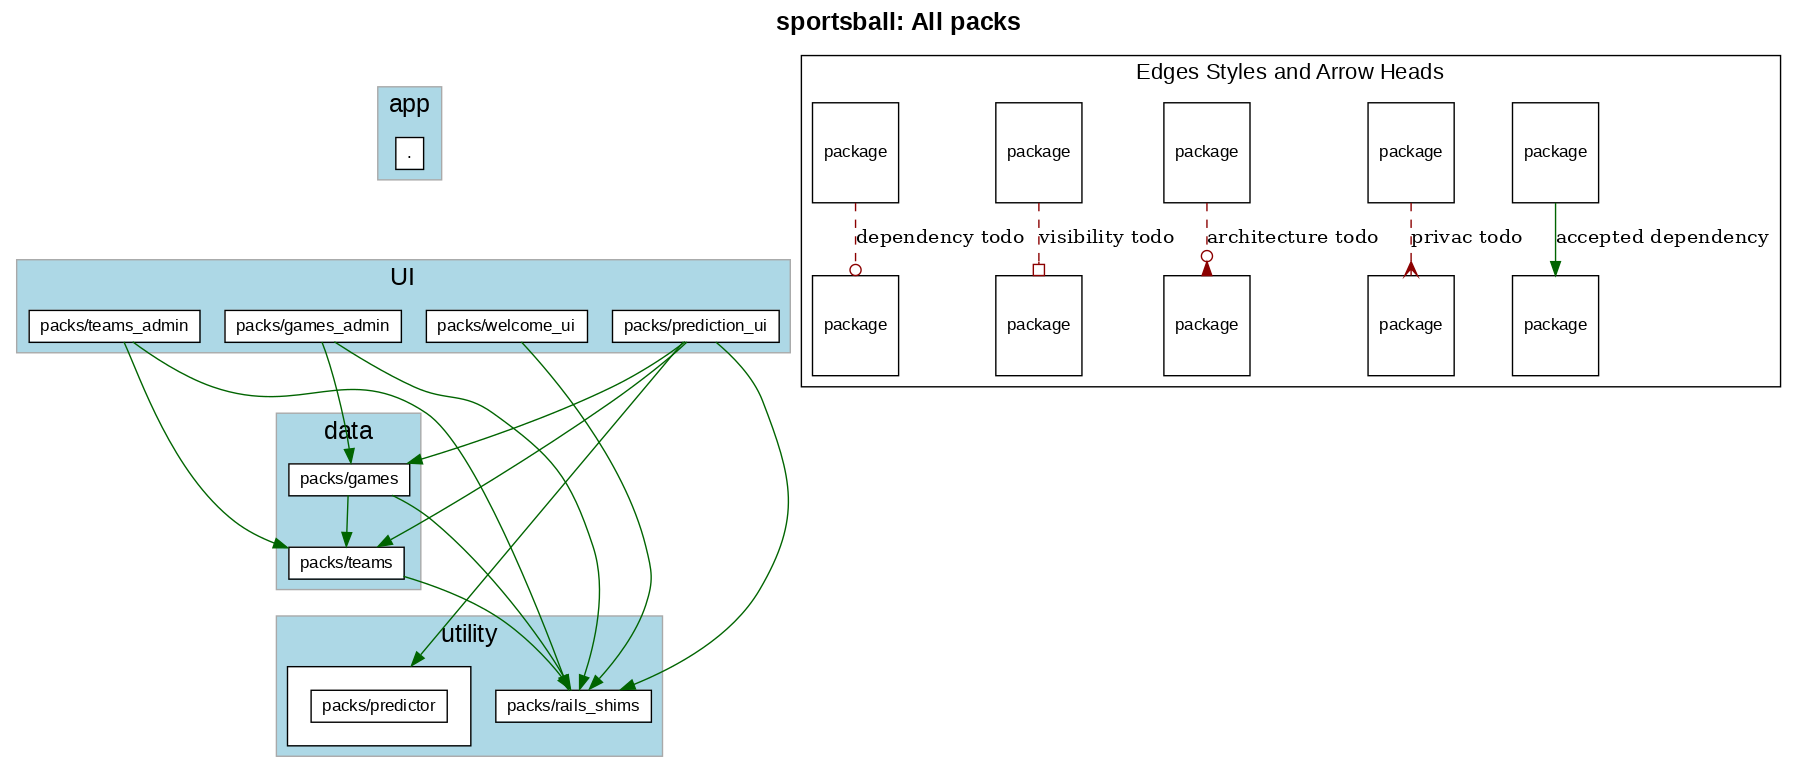 sportsball: All packs
app
.
UI
packs/teams_admin
packs/games_admin
packs/welcome_ui
packs/prediction_ui
data
packs/games
packs/teams
utility
packs/predictor
packs/rails_shims
Edges Styles and Arrow Heads
package
package
package
package
package
dependency todo
visibility todo
architecture todo
privac todo
accepted dependency
package
package
package
package
package